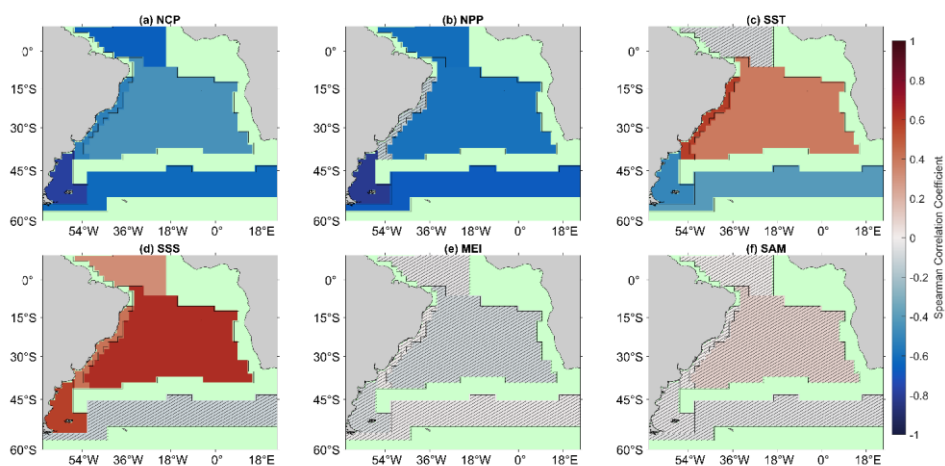 (a) NCP
(b) NPP
(c) SST
0°
15°S
30°S
45°S
60°S
54°W 36°W 18°W 0° 18°E
0°
15°S
30°S
45°S
60°S
54°W 36°W 18°W 0° 18°E
0°
15°S
30°S
45°S
60°S
54°W 36°W 18°W 0° 18°E
(d) SSS
(e) MEI
(f) SAM
0°
15°S
30°S
45°S
60°S
54°W 36°W 18°W 0° 18°E
0°
15°S
30°S
45°S
60°S
54°W 36°W 18°W 0° 18°E
0°
15°S
30°S
45°S
60°S
54°W 36°W 18°W 0° 18°E
1
0.8
0.6
0.4
0.2
0
-0.2
-0.4
-0.6
-0.8
-1
Spearman Correlation Coefficient